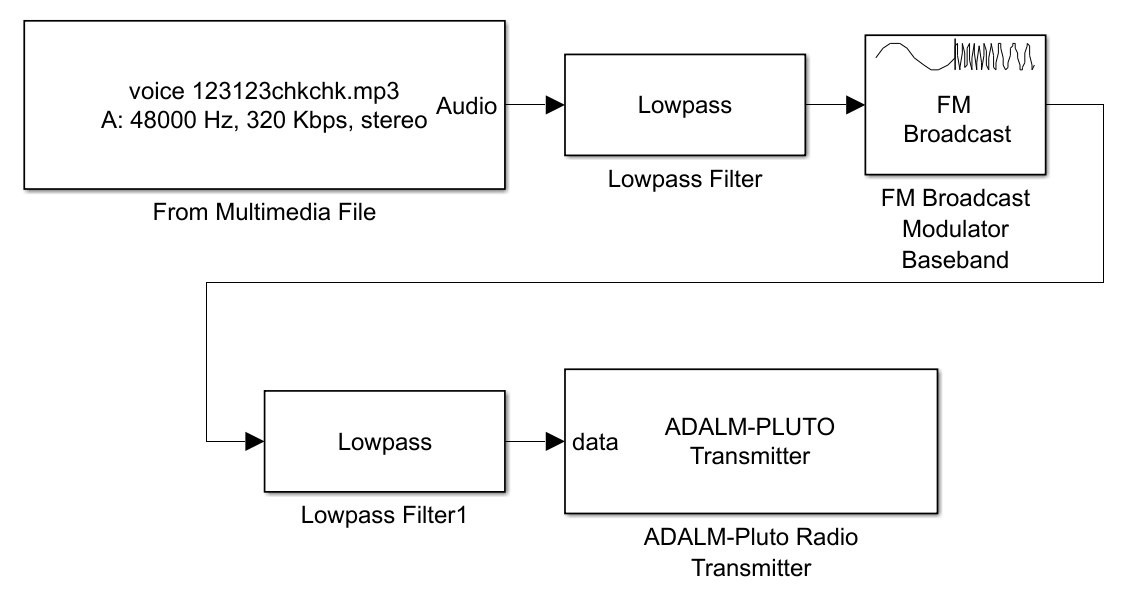 voice 123123chkchk.mp3
A: 48000 Hz, 320 Kbps, stereo
Audio
From Multimedia File
Lowpass
Lowpass Filter
FM
Broadcast
FM Broadcast
Modulator
Baseband
Lowpass
Lowpass Filter1
data
ADALM-PLUTO
Transmitter
ADALM-Pluto Radio
Transmitter